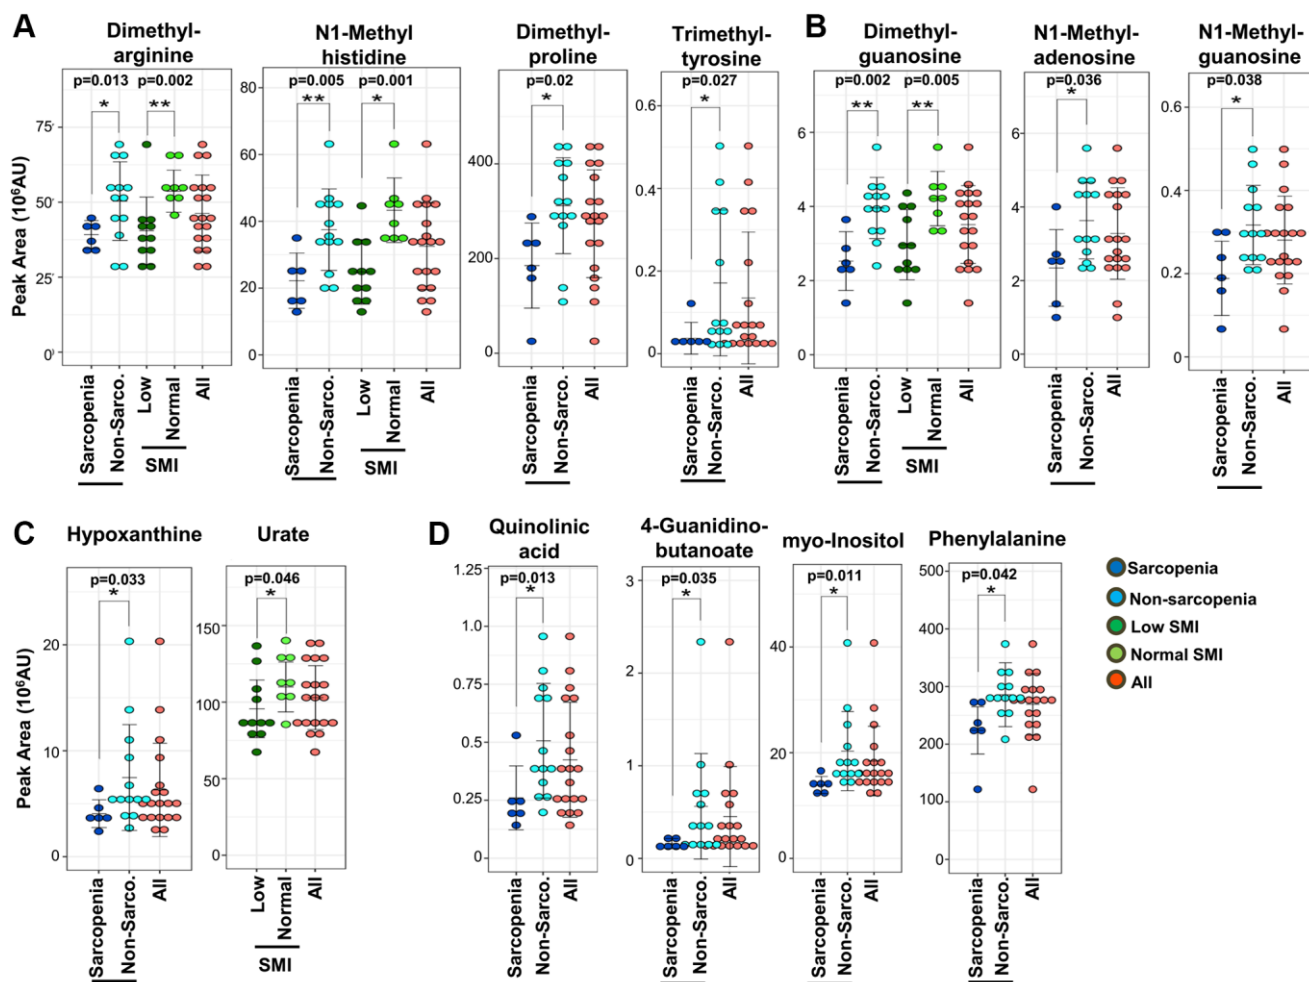 A
Dimethyl-
arginine
p=0.013
p=0.002
*
**
Peak Area (10⁶AU)
75
50
25
0
Sarcopenia
Non-Sarco.
Low
Normal
All
SMI
N1-Methyl
histidine
p=0.005
p=0.001
**
*
80
60
40
20
0
Sarcopenia
Non-Sarco.
Low
Normal
All
SMI
Dimethyl-
proline
p=0.02
*
400
200
0
Sarcopenia
Non-Sarco.
All
Trimethyl-
tyrosine
p=0.027
*
0.6
0.4
0.2
0
Sarcopenia
Non-Sarco.
All
B
Dimethyl-
guanosine
p=0.002
p=0.005
**
**
6
4
2
0
Sarcopenia
Non-Sarco.
Low
Normal
All
SMI
N1-Methyl-
adenosine
p=0.036
*
6
4
2
0
Sarcopenia
Non-Sarco.
All
N1-Methyl-
guanosine
p=0.038
*
0.6
0.4
0.2
0
Sarcopenia
Non-Sarco.
All
C
Hypoxanthine
p=0.033
*
Peak Area (10⁶AU)
20
10
0
Sarcopenia
Non-Sarco.
All
Urate
p=0.046
*
150
100
50
0
Low
Normal
All
SMI
D
Quinolinic
acid
p=0.013
*
1.25
1.0
0.75
0.5
0.25
0
Sarcopenia
Non-Sarco.
All
4-Guanidino-
butanoate
p=0.035
*
3
2
1
0
Sarcopenia
Non-Sarco.
All
myo-Inositol
p=0.011
*
40
20
0
Sarcopenia
Non-Sarco.
All
Phenylalanine
p=0.042
*
500
400
300
200
100
0
Sarcopenia
Non-Sarco.
All
Sarcopenia
Non-sarcopenia
Low SMI
Normal SMI
All